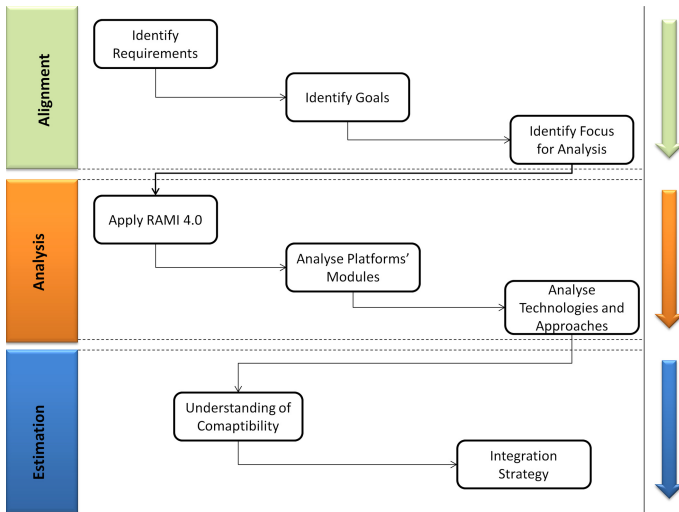 Alignment
Identify
Requirements
Identify Goals
Identify Focus
for Analysis
Analysis
Apply RAMI 4.0
Analyse Platforms'
Modules
Analyse
Technologies and
Approaches
Estimation
Understanding of
Comaptibility
Integration
Strategy